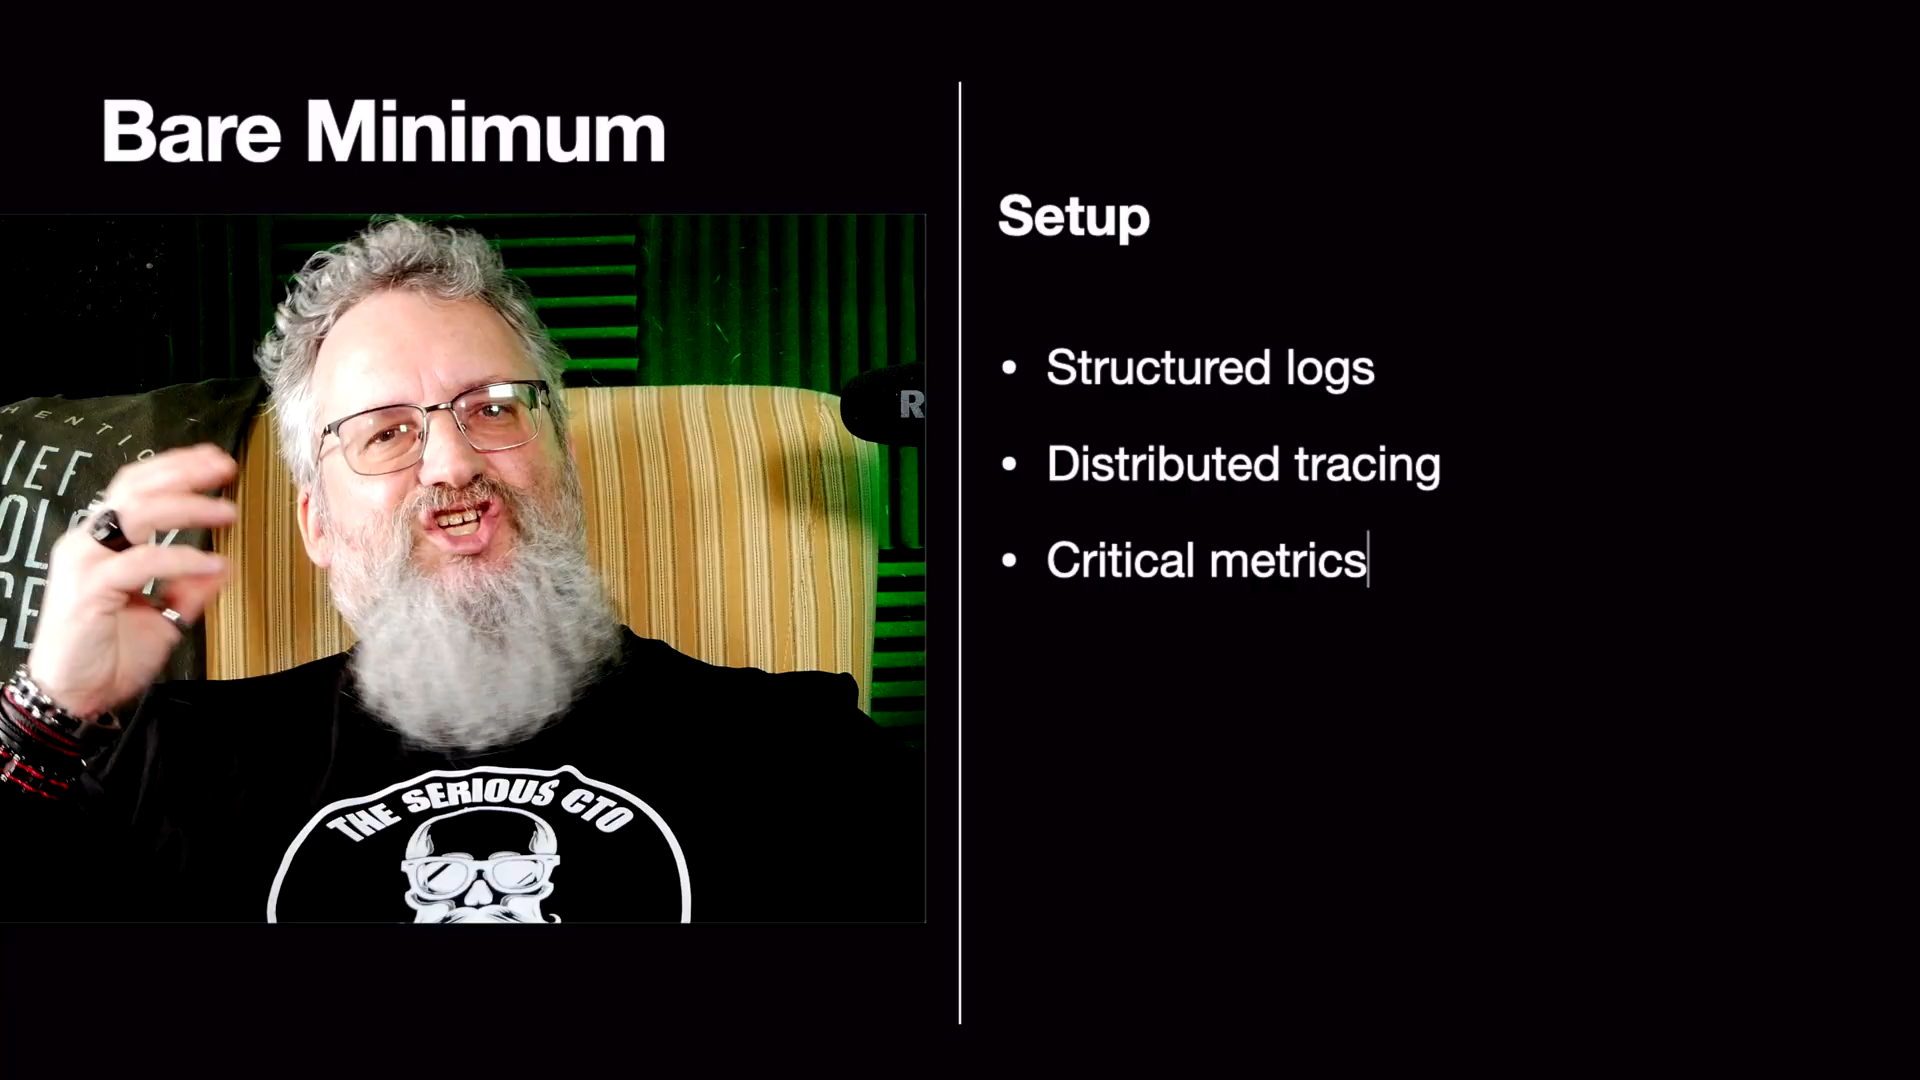 Bare Minimum
Setup
• Structured logs
• Distributed tracing
• Critical metrics
THE SERIOUS CTO